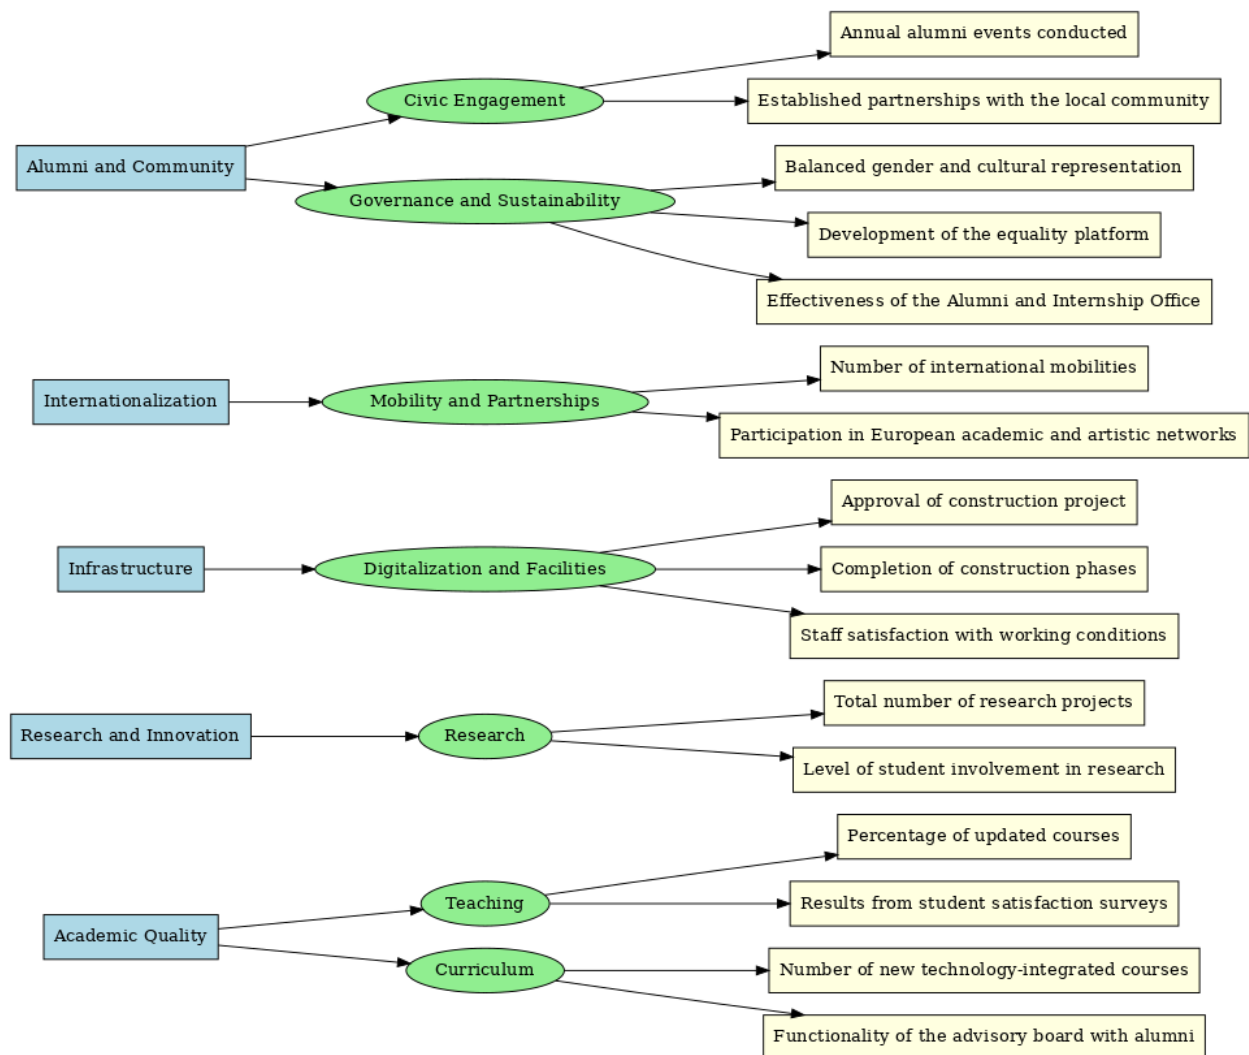 Annual alumni events conducted
Civic Engagement
Established partnerships with the local community
Alumni and Community
Balanced gender and cultural representation
Governance and Sustainability
Development of the equality platform
Effectiveness of the Alumni and Internship Office
Number of international mobilities
Internationalization
Mobility and Partnerships
Participation in European academic and artistic networks
Approval of construction project
Infrastructure
Digitalization and Facilities
Completion of construction phases
Staff satisfaction with working conditions
Total number of research projects
Research and Innovation
Research
Level of student involvement in research
Percentage of updated courses
Teaching
Results from student satisfaction surveys
Academic Quality
Curriculum
Number of new technology-integrated courses
Functionality of the advisory board with alumni